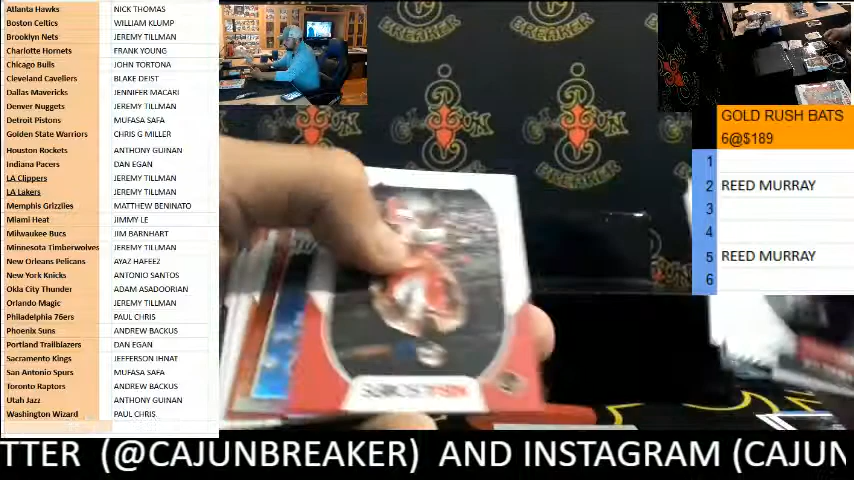 Atlanta Hawks NICK THOMAS
Boston Celtics WILLIAM KLUMP
Brooklyn Nets JEREMY TILLMAN
Charlotte Hornets FRANK YOUNG
Chicago Bulls JOHN TORTONA
Cleveland Cavaliers BLAKE DEIST
Dallas Mavericks JENNIFER MACARI
Denver Nuggets JEREMY TILLMAN
Detroit Pistons MUFASA SAFA
Golden State Warriors CHRIS G MILLER
Houston Rockets ANTHONY GUINAN
Indiana Pacers DAN EGAN
LA Clippers JEREMY TILLMAN
LA Lakers JEREMY TILLMAN
Memphis Grizzlies MATTHEW BENINATO
Miami Heat JIMMY LE
Milwaukee Bucs JIM BARNHART
Minnesota Timberwolves JEREMY TILLMAN
New Orleans Pelicans AYAZ HAFEEZ
New York Knicks ANTONIO SANTOS
Okla City Thunder ADAM ASADOORIAN
Orlando Magic JEREMY TILLMAN
Philadelphia 76ers PAUL CHRIS
Phoenix Suns ANDREW BACKUS
Portland Trailblazers DAN EGAN
Sacramento Kings JEFFERSON IHNAT
San Antonio Spurs MUFASA SAFA
Toronto Raptors ANDREW BACKUS
Utah Jazz ANTHONY GUINAN
Washington Wizard PAUL CHRIS
CAJUN
BREAKER
GOLD RUSH BATS
6@$189
1
2 REED MURRAY
3
4
5 REED MURRAY
6
TTER (@CAJUNBREAKER) AND INSTAGRAM (CAJUN